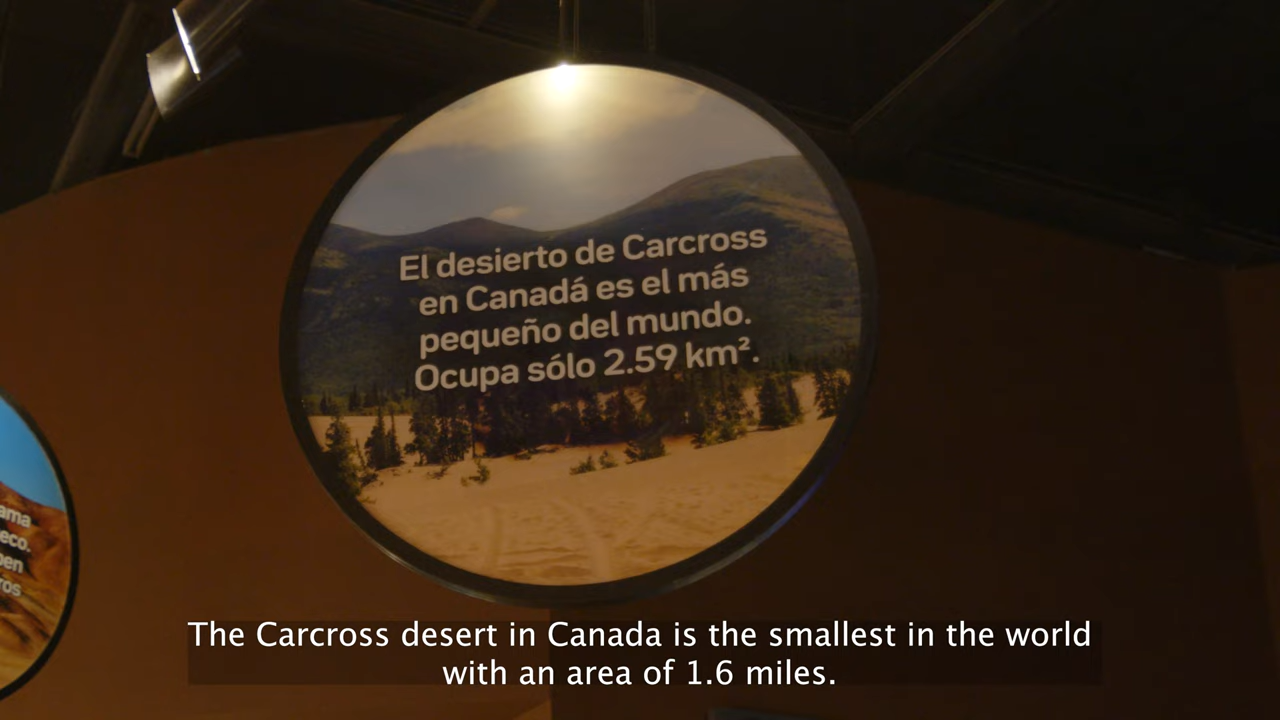 El desierto de Carcross
en Canadá es el más
pequeño del mundo.
Ocupa sólo 2.59 km².
The Carcross desert in Canada is the smallest in the world
with an area of 1.6 miles.